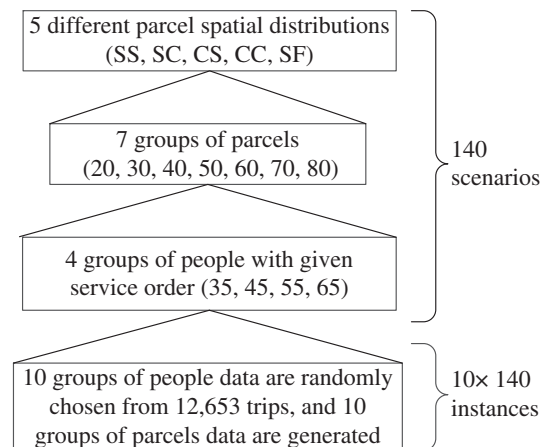 5 different parcel spatial distributions
(SS, SC, CS, CC, SF)
7 groups of parcels
(20, 30, 40, 50, 60, 70, 80)
140
scenarios
4 groups of people with given
service order (35, 45, 55, 65)
10 groups of people data are randomly
chosen from 12,653 trips, and 10
groups of parcels data are generated
10× 140
instances